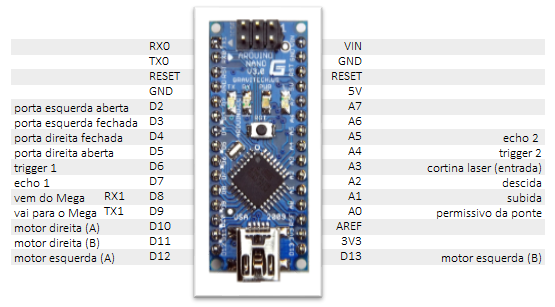 RX0 VIN
TX0 GND
RESET RESET
GND 5V
porta esquerda aberta D2 A7
porta esquerda fechada D3 A6
porta direita fechada D4 A5 echo 2
porta direita aberta D5 A4 trigger 2
trigger 1 D6 A3 cortina laser (entrada)
echo 1 D7 A2 descida
vem do Mega RX1 D8 A1 subida
vai para o Mega TX1 D9 A0 permissivo da ponte
motor direita (A) D10 AREF
motor direita (B) D11 3V3
motor esquerda (A) D12 D13 motor esquerda (B)
ARDUINO
NANO
V3.0
GRAVITECH.US
USA 2009